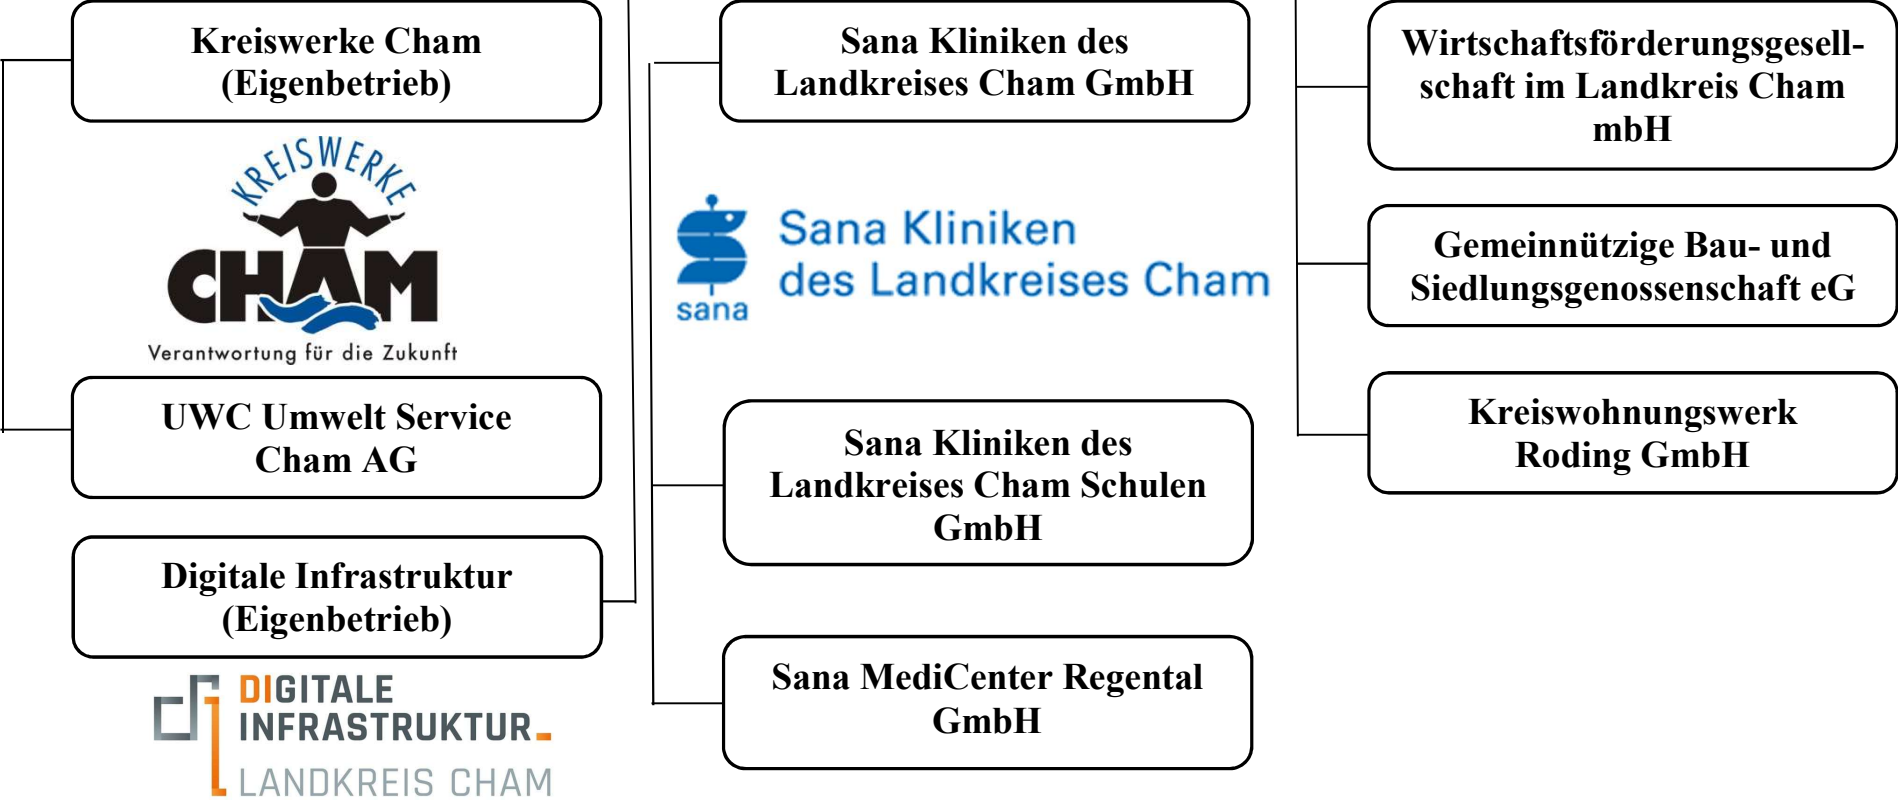 Kreiswerke Cham
(Eigenbetrieb)
KREISWERKE
CHAM
Verantwortung für die Zukunft
UWC Umwelt Service
Cham AG
Digitale Infrastruktur
(Eigenbetrieb)
DIGITALE
INFRASTRUKTUR_
LANDKREIS CHAM
Sana Kliniken des
Landkreises Cham GmbH
Sana Kliniken
des Landkreises Cham
sana
Sana Kliniken des
Landkreises Cham Schulen
GmbH
Sana MediCenter Regental
GmbH
Wirtschaftsförderungsgesell-
schaft im Landkreis Cham
mbH
Gemeinnützige Bau- und
Siedlungsgenossenschaft eG
Kreiswohnungswerk
Roding GmbH